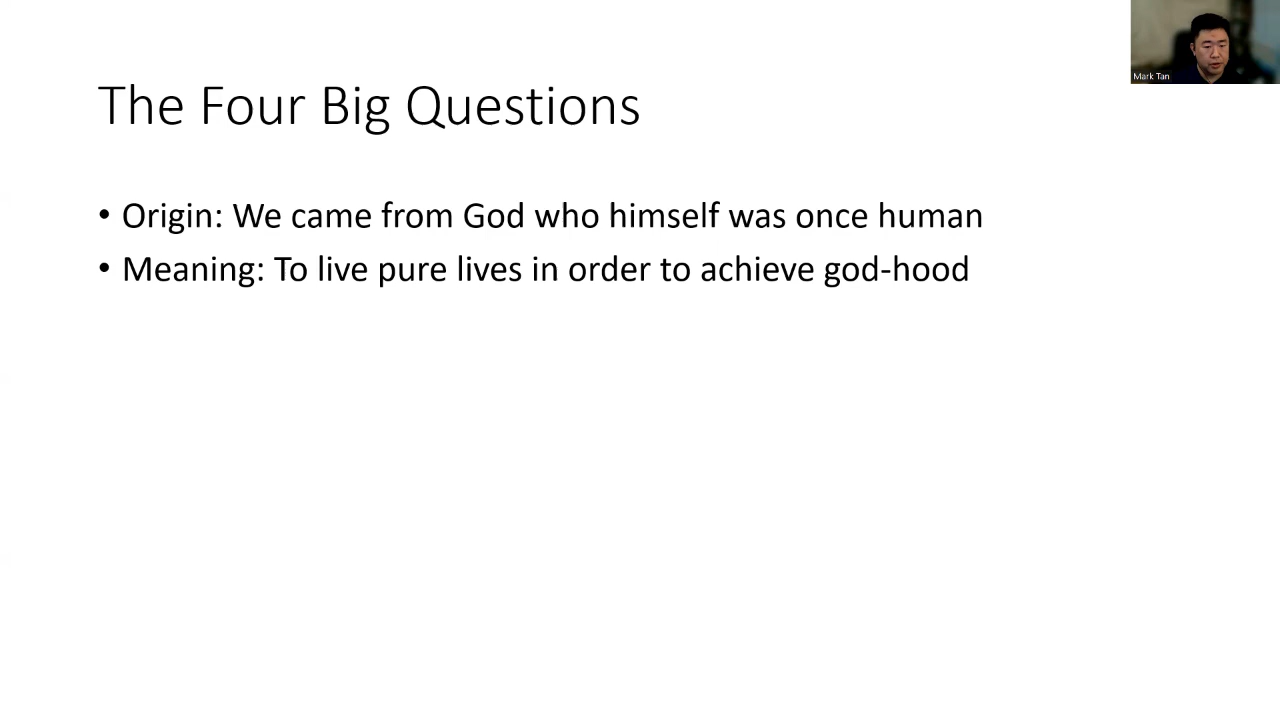 Mark Tan
The Four Big Questions
• Origin: We came from God who himself was once human
• Meaning: To live pure lives in order to achieve god-hood